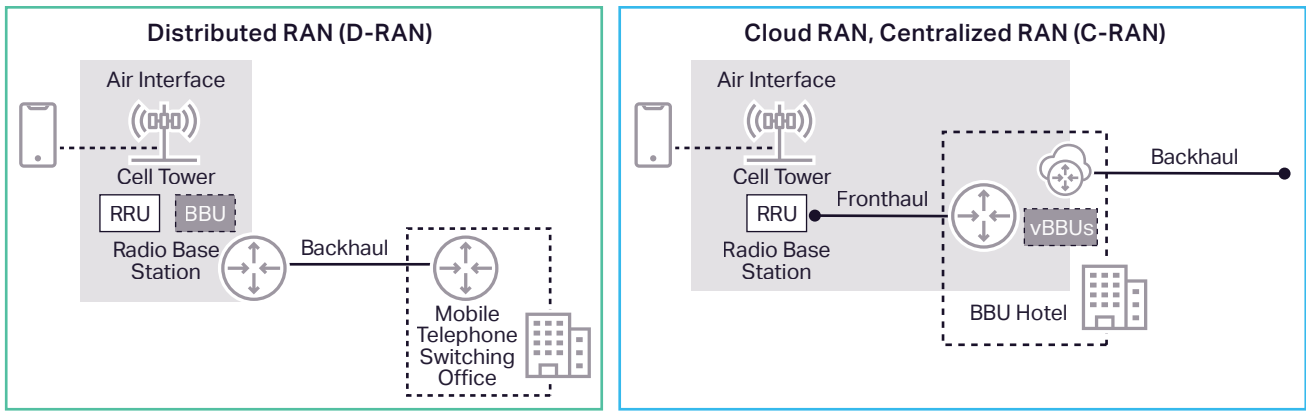 Distributed RAN (D-RAN)
Air Interface
Cell Tower
RRU
BBU
Radio Base
Station
Backhaul
Mobile
Telephone
Switching
Office
Cloud RAN, Centralized RAN (C-RAN)
Air Interface
Cell Tower
RRU
Radio Base
Station
Fronthaul
Backhaul
vBBUs
BBU Hotel